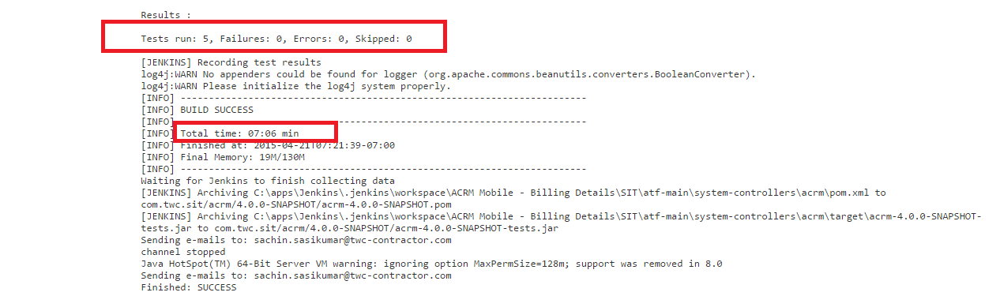 Results :
Tests run: 5, Failures: 0, Errors: 0, Skipped: 0
[JENKINS] Recording test results
log4j:WARN No appenders could be found for logger (org.apache.commons.beanutils.converters.BooleanConverter).
log4j:WARN Please initialize the log4j system properly.
[INFO] ------------------------------------------------------------------------
[INFO] BUILD SUCCESS
[INFO] ------------------------------------------------------------------------
[INFO] Total time: 07:06 min
[INFO] Finished at: 2015-04-21T07:21:39-07:00
[INFO] Final Memory: 19M/130M
[INFO] ------------------------------------------------------------------------
Waiting for Jenkins to finish collecting data
[JENKINS] Archiving C:\apps\Jenkins\.jenkins\workspace\ACRM Mobile - Billing Details\SIT\atf-main\system-controllers\acrm\pom.xml to
com.twc.sit/acrm/4.0.0-SNAPSHOT/acrm-4.0.0-SNAPSHOT.pom
[JENKINS] Archiving C:\apps\Jenkins\.jenkins\workspace\ACRM Mobile - Billing Details\SIT\atf-main\system-controllers\acrm\target\acrm-4.0.0-SNAPSHOT-
tests.jar to com.twc.sit/acrm/4.0.0-SNAPSHOT/acrm-4.0.0-SNAPSHOT-tests.jar
Sending e-mails to: sachin.sasikumar@twc-contractor.com
channel stopped
Java HotSpot(TM) 64-Bit Server VM warning: ignoring option MaxPermSize=128m; support was removed in 8.0
Sending e-mails to: sachin.sasikumar@twc-contractor.com
Finished: SUCCESS